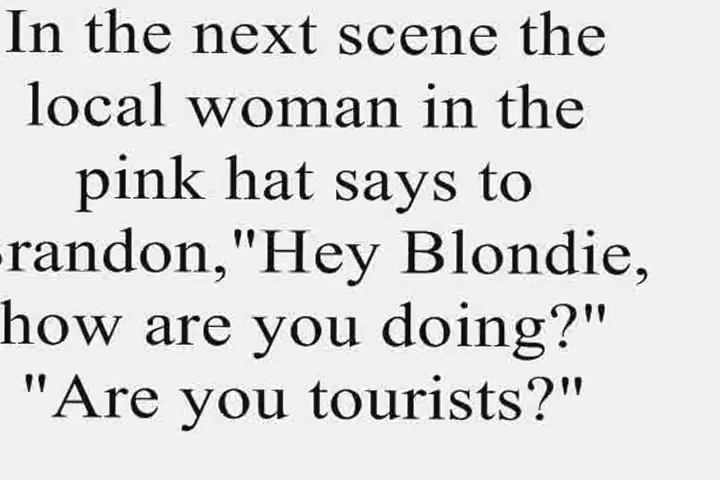 In the next scene the
local woman in the
pink hat says to
Brandon,"Hey Blondie,
how are you doing?"
"Are you tourists?"